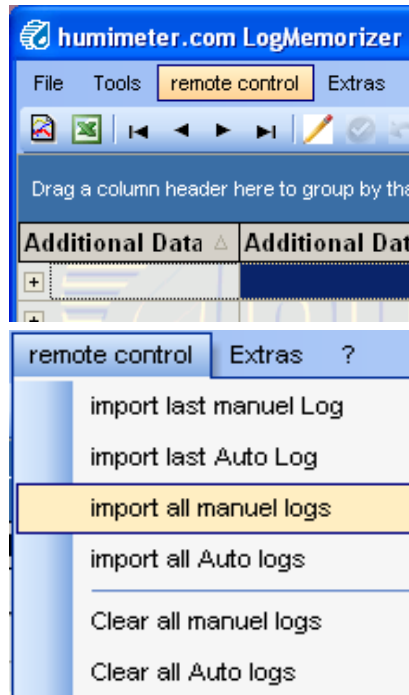 humimeter.com LogMemorizer
File Tools remote control Extras
Drag a column header here to group by tha
Additional Data Additional Dat
remote control Extras ?
import last manuel Log
import last Auto Log
import all manuel logs
import all Auto logs
Clear all manuel logs
Clear all Auto logs